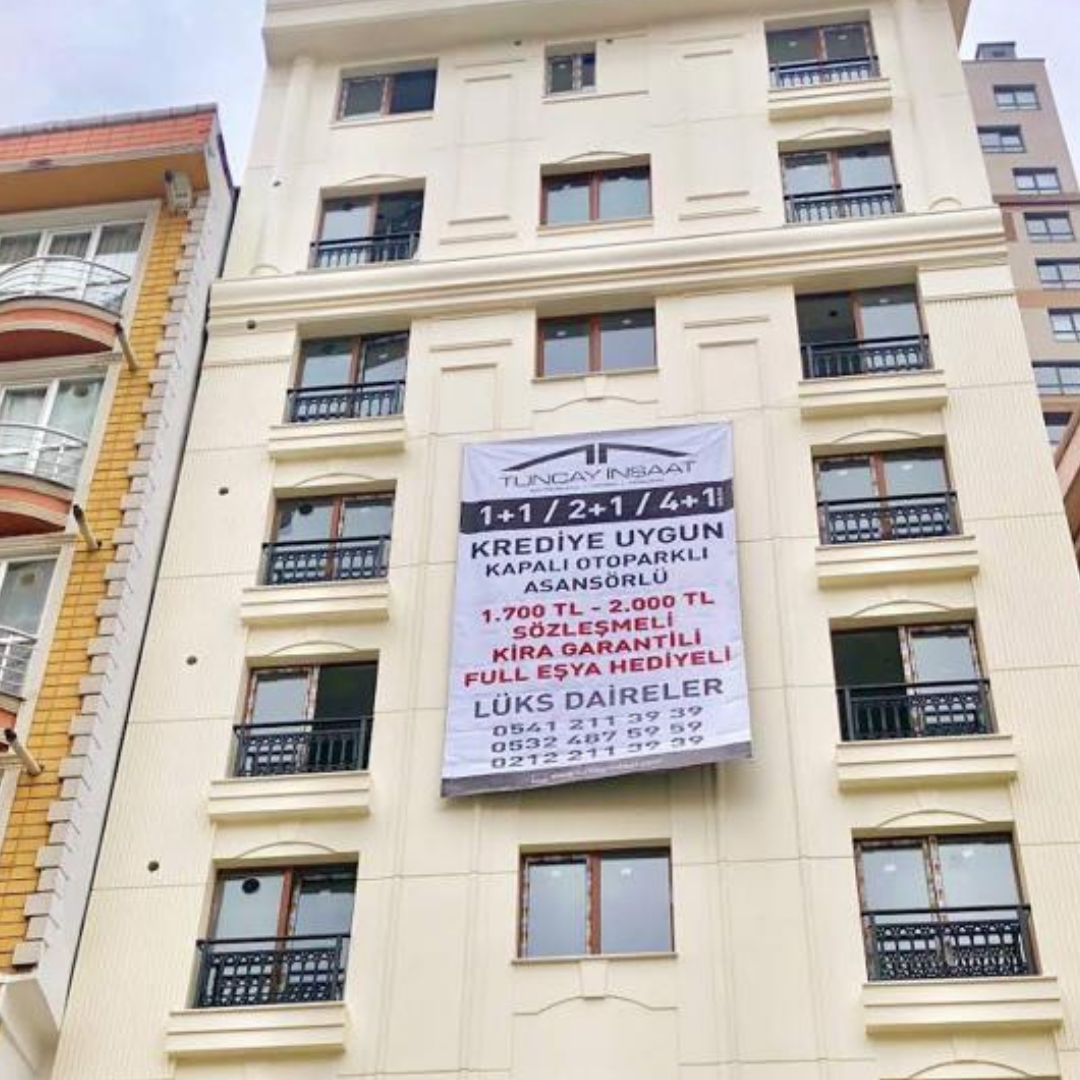 TUNCAY INŞAAT
1+1 / 2+1 / 4+1
KREDİYE UYGUN
KAPALI OTOPARKLI
ASANSÖRLÜ
1.700 TL - 2.000 TL
SÖZLEŞMELİ
KİRA GARANTİLİ
FULL EŞYA HEDİYELİ
LÜKS DAİRELER
0541 211 39 39
0532 487 59 59
0212 211 39 39